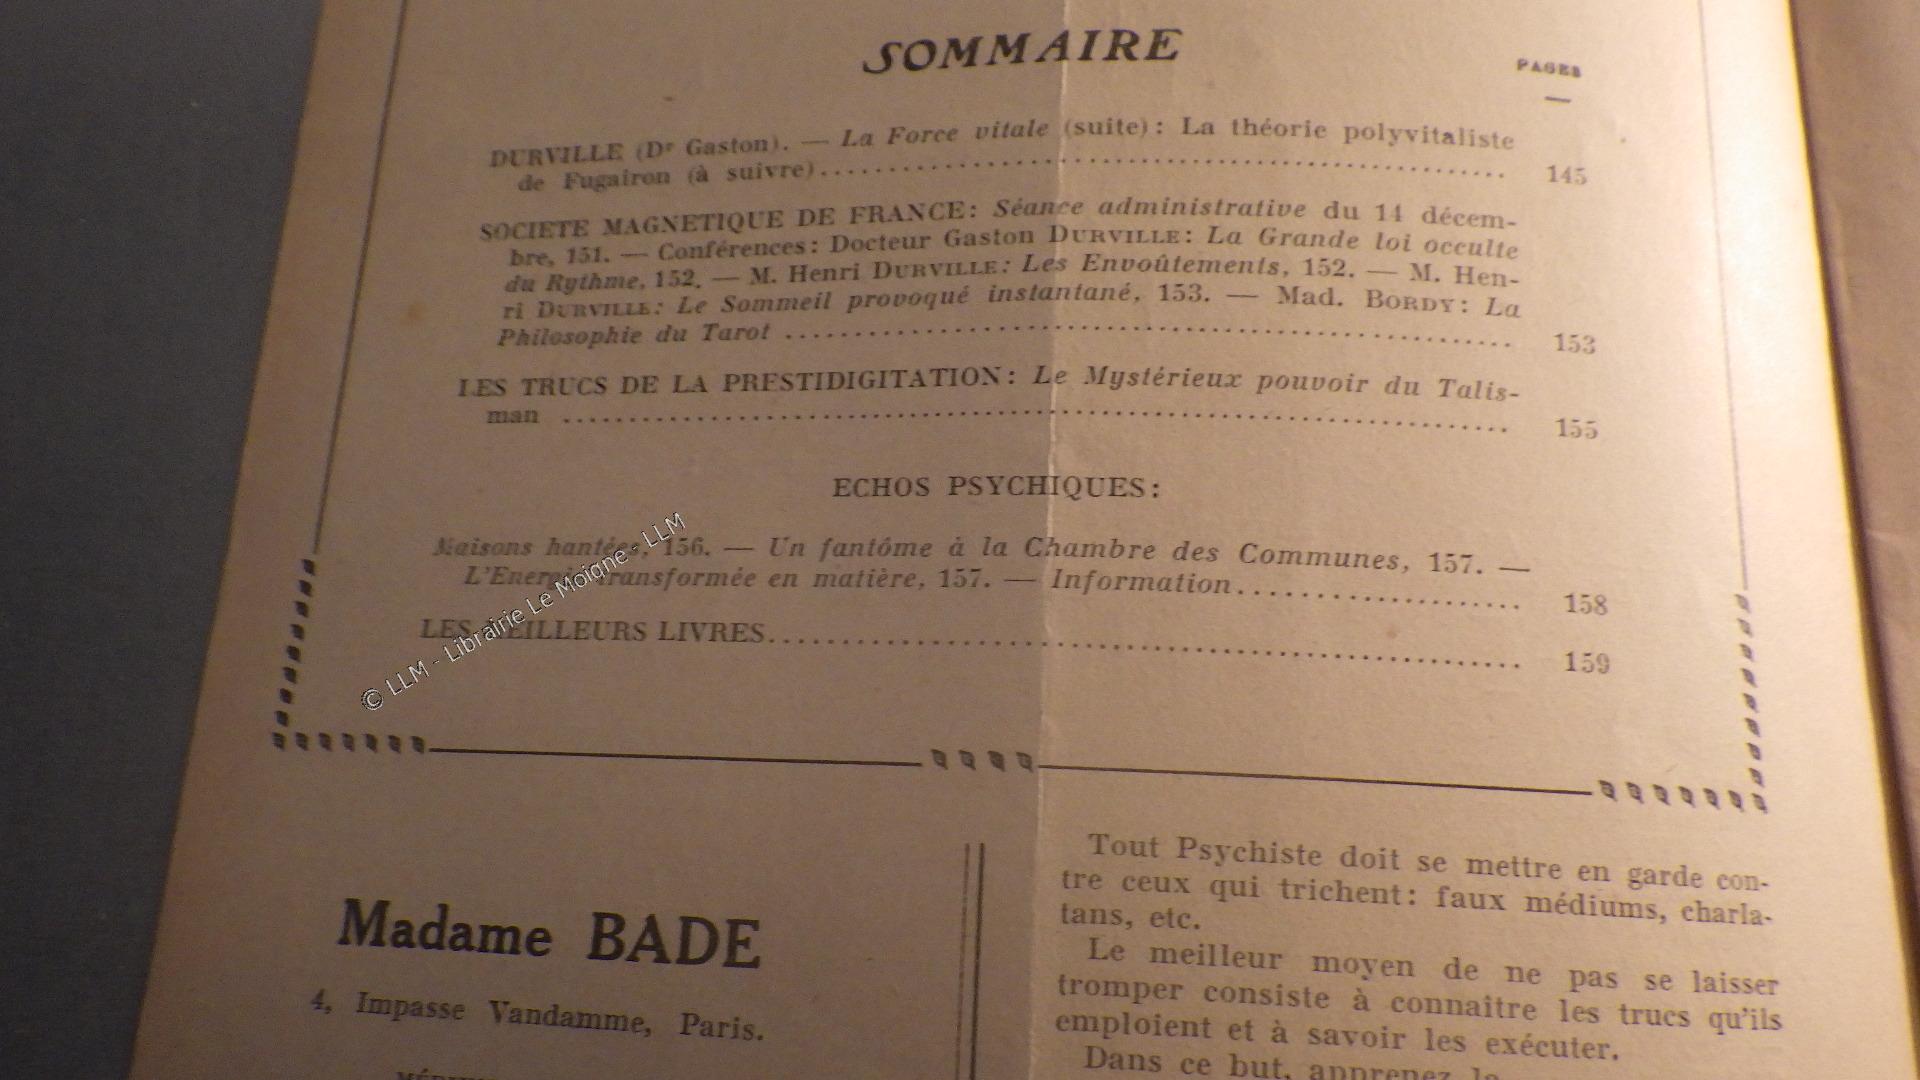 SOMMAIRE
PAGES
DURVILLE (Dr Gaston). — La Force vitale (suite): La théorie polyvitaliste
de Fugairon (à suivre)........................................ 145
SOCIETE MAGNETIQUE DE FRANCE: Séance administrative du 14 décem-
bre, 151. — Conférences: Docteur Gaston DURVILLE: La Grande loi occulte
du Rythme, 152. — M. Henri DURVILLE: Les Envoûtements, 152. — M. Hen-
ri DURVILLE: Le Sommeil provoqué instantané, 153. — Mad. BORDY: La
Philosophie du Tarot ........................................ 153
LES TRUCS DE LA PRESTIDIGITATION: Le Mystérieux pouvoir du Talis-
man ........................................ 155
ECHOS PSYCHIQUES:
Maisons hantées, 156. — Un fantôme à la Chambre des Communes, 157. —
L'Energie transformée en matière, 157. — Information.................... 158
LES MEILLEURS LIVRES........................................ 159
© LLM - Librairie Le Moigne - LLM
Madame BADE
4, Impasse Vandamme, Paris.
Tout Psychiste doit se mettre en garde con-
tre ceux qui trichent: faux médiums, charla-
tans, etc.
Le meilleur moyen de ne pas se laisser
tromper consiste à connaître les trucs qu'ils
emploient et à savoir les exécuter.
Dans ce but, apprenez la